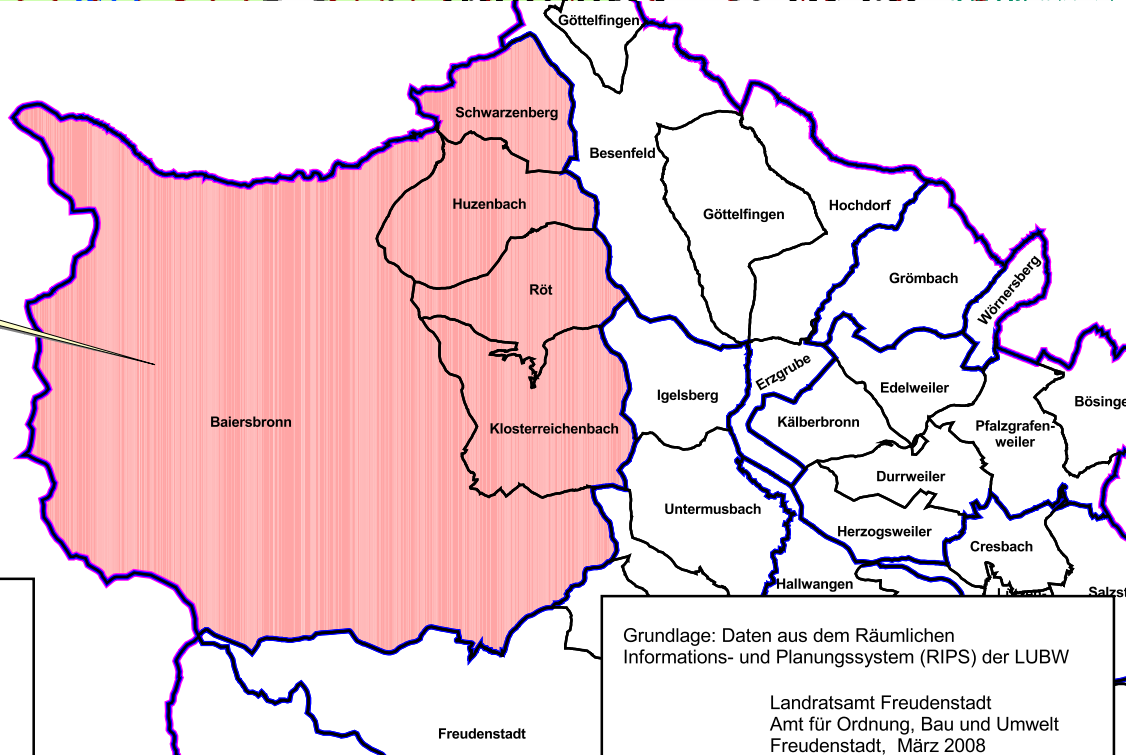 Göttelfingen
Schwarzenberg
Besenfeld
Huzenbach
Göttelfingen
Hochdorf
Röt
Grömbach
Wörnersberg
Erzgrube
Igelsberg
Edelweiler
Bösinge
Baiersbronn
Klosterreichenbach
Kälberbronn
Pfalzgrafen-
weiler
Durrweiler
Untermusbach
Herzogsweiler
Cresbach
Hallwangen
Salzst
Grundlage: Daten aus dem Räumlichen
Informations- und Planungssystem (RIPS) der LUBW
Landratsamt Freudenstadt
Amt für Ordnung, Bau und Umwelt
Freudenstadt, März 2008
Freudenstadt